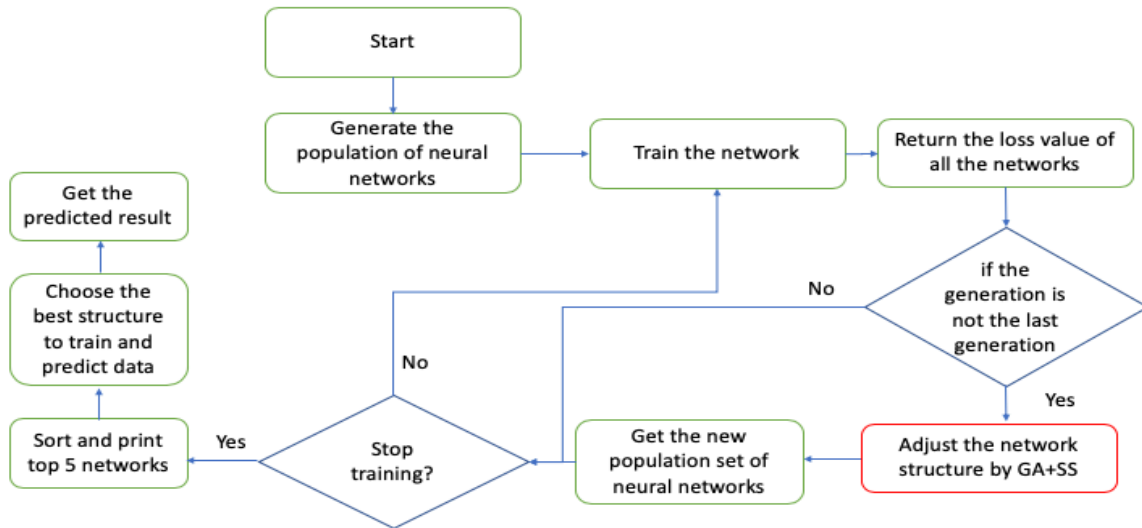 Start
Generate the
population of neural
networks
Train the network
Return the loss value of
all the networks
Get the
predicted result
if the
generation is
not the last
generation
No
Choose the
best structure
to train and
predict data
No
Yes
Sort and print
top 5 networks
Yes
Stop
training?
Get the new
population set of
neural networks
Adjust the network
structure by GA+SS